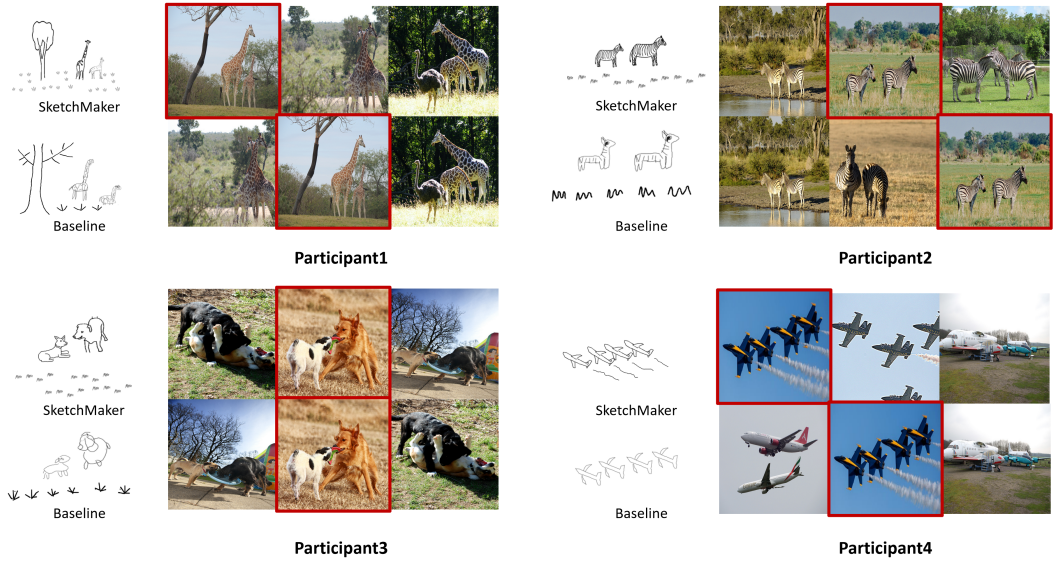 SketchMaker
Baseline
Participant1
SketchMaker
Baseline
Participant2
SketchMaker
Baseline
Participant3
SketchMaker
Baseline
Participant4